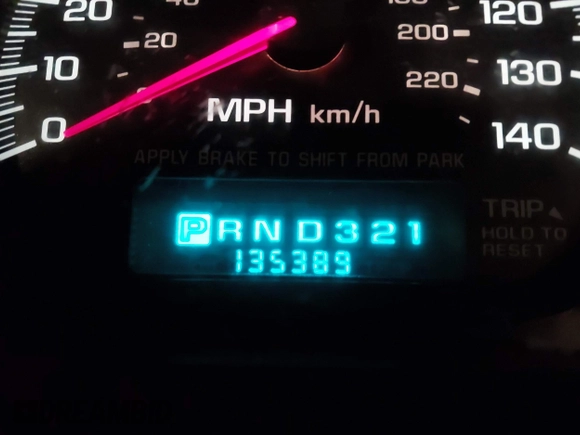 20
40
180
120
20
200
10
220
130
0
MPH km/h
140
APPLY BRAKE TO SHIFT FROM PARK
PRND321
TRIP
HOLD TO
RESET
135389